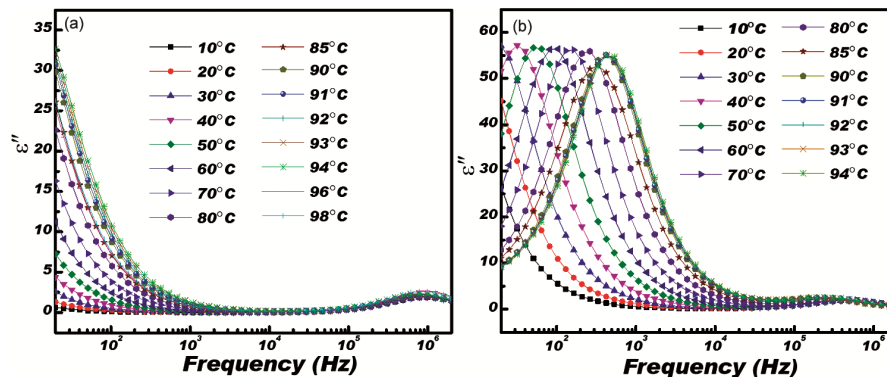 (a)
35
30
25
20
15
10
5
0
ε″
10°C
20°C
30°C
40°C
50°C
60°C
70°C
80°C
85°C
90°C
91°C
92°C
93°C
94°C
96°C
98°C
10² 10³ 10⁴ 10⁵ 10⁶
Frequency (Hz)
(b)
60
50
40
30
20
10
0
ε″
10°C
20°C
30°C
40°C
50°C
60°C
70°C
80°C
85°C
90°C
91°C
92°C
93°C
94°C
10² 10³ 10⁴ 10⁵ 10⁶
Frequency (Hz)